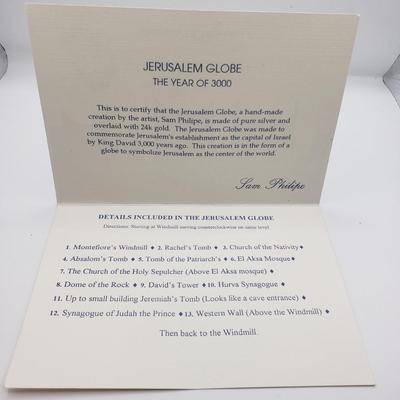 JERUSALEM GLOBE
THE YEAR OF 3000
This is to certify that the Jerusalem Globe, a hand-made
creation by the artist, Sam Philipe, is made of pure silver and
overlaid with 24k gold. The Jerusalem Globe was made to
commemorate Jerusalem's establishment as the capital of Israel
by King David 3,000 years ago. This creation is in the form of a
globe to symbolize Jerusalem as the center of the world.
Sam Philipe
DETAILS INCLUDED IN THE JERUSALEM GLOBE
Directions: Starting at Windmill moving counterclockwise on same level
1. Montefiore's Windmill ♦ 2. Rachel's Tomb ♦ 3. Church of the Nativity♦
4. Absalom's Tomb ♦ 5. Tomb of the Patriarch's ♦ 6. El Aksa Mosque♦
7. The Church of the Holy Sepulcher (Above El Aksa mosque) ♦
8. Dome of the Rock ♦ 9. David's Tower ♦ 10. Hurva Synagogue ♦
11. Up to small building Jeremiah's Tomb (Looks like a cave entrance) ♦
12. Synagogue of Judah the Prince ♦ 13. Western Wall (Above the Windmill) ♦
Then back to the Windmill.